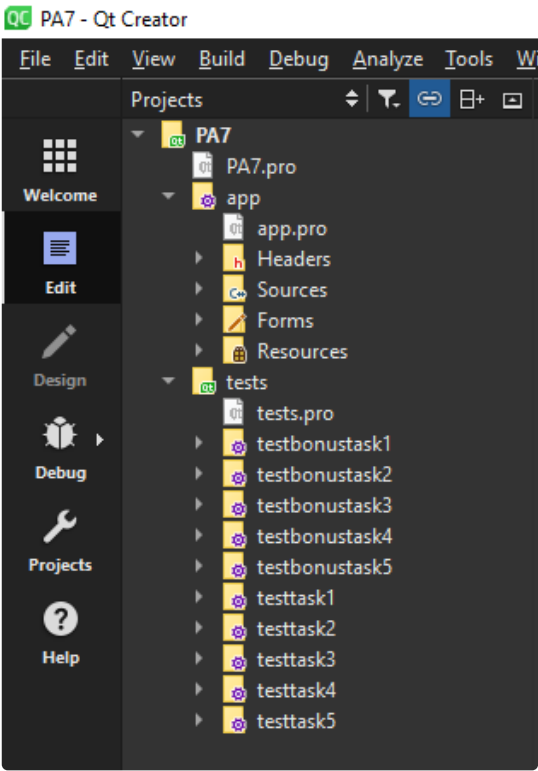 QC PA7 - Qt Creator
File Edit View Build Debug Analyze Tools
Projects
PA7
PA7.pro
Welcome
app
app.pro
Headers
Edit
Sources
Forms
Resources
Design
tests
tests.pro
testbonustask1
Debug
testbonustask2
testbonustask3
testbonustask4
Projects
testbonustask5
testtask1
testtask2
Help
testtask3
testtask4
testtask5